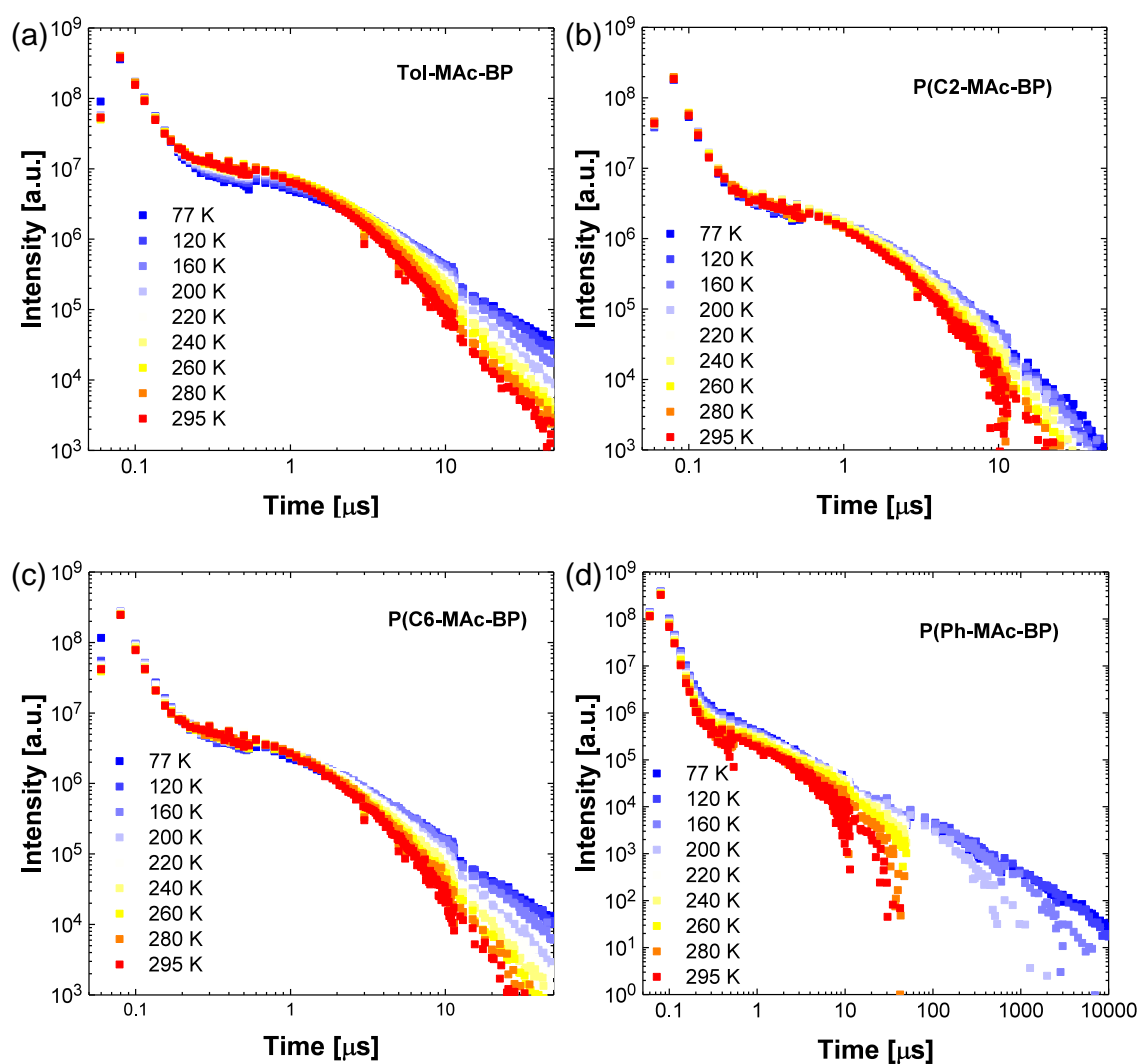 (a)
Tol-MAc-BP
10⁹
10⁸
10⁷
10⁶
10⁵
10⁴
10³
Intensity [a.u.]
77 K
120 K
160 K
200 K
220 K
240 K
260 K
280 K
295 K
0.1
1
10
Time [μs]
(b)
P(C2-MAc-BP)
10⁹
10⁸
10⁷
10⁶
10⁵
10⁴
10³
Intensity [a.u.]
77 K
120 K
160 K
200 K
220 K
240 K
260 K
280 K
295 K
0.1
1
10
Time [μs]
(c)
P(C6-MAc-BP)
10⁹
10⁸
10⁷
10⁶
10⁵
10⁴
10³
Intensity [a.u.]
77 K
120 K
160 K
200 K
220 K
240 K
260 K
280 K
295 K
0.1
1
10
Time [μs]
(d)
P(Ph-MAc-BP)
10⁹
10⁸
10⁷
10⁶
10⁵
10⁴
10³
10²
10¹
10⁰
Intensity [a.u.]
77 K
120 K
160 K
200 K
220 K
240 K
260 K
280 K
295 K
0.1
1
10
100
1000
10000
Time [μs]